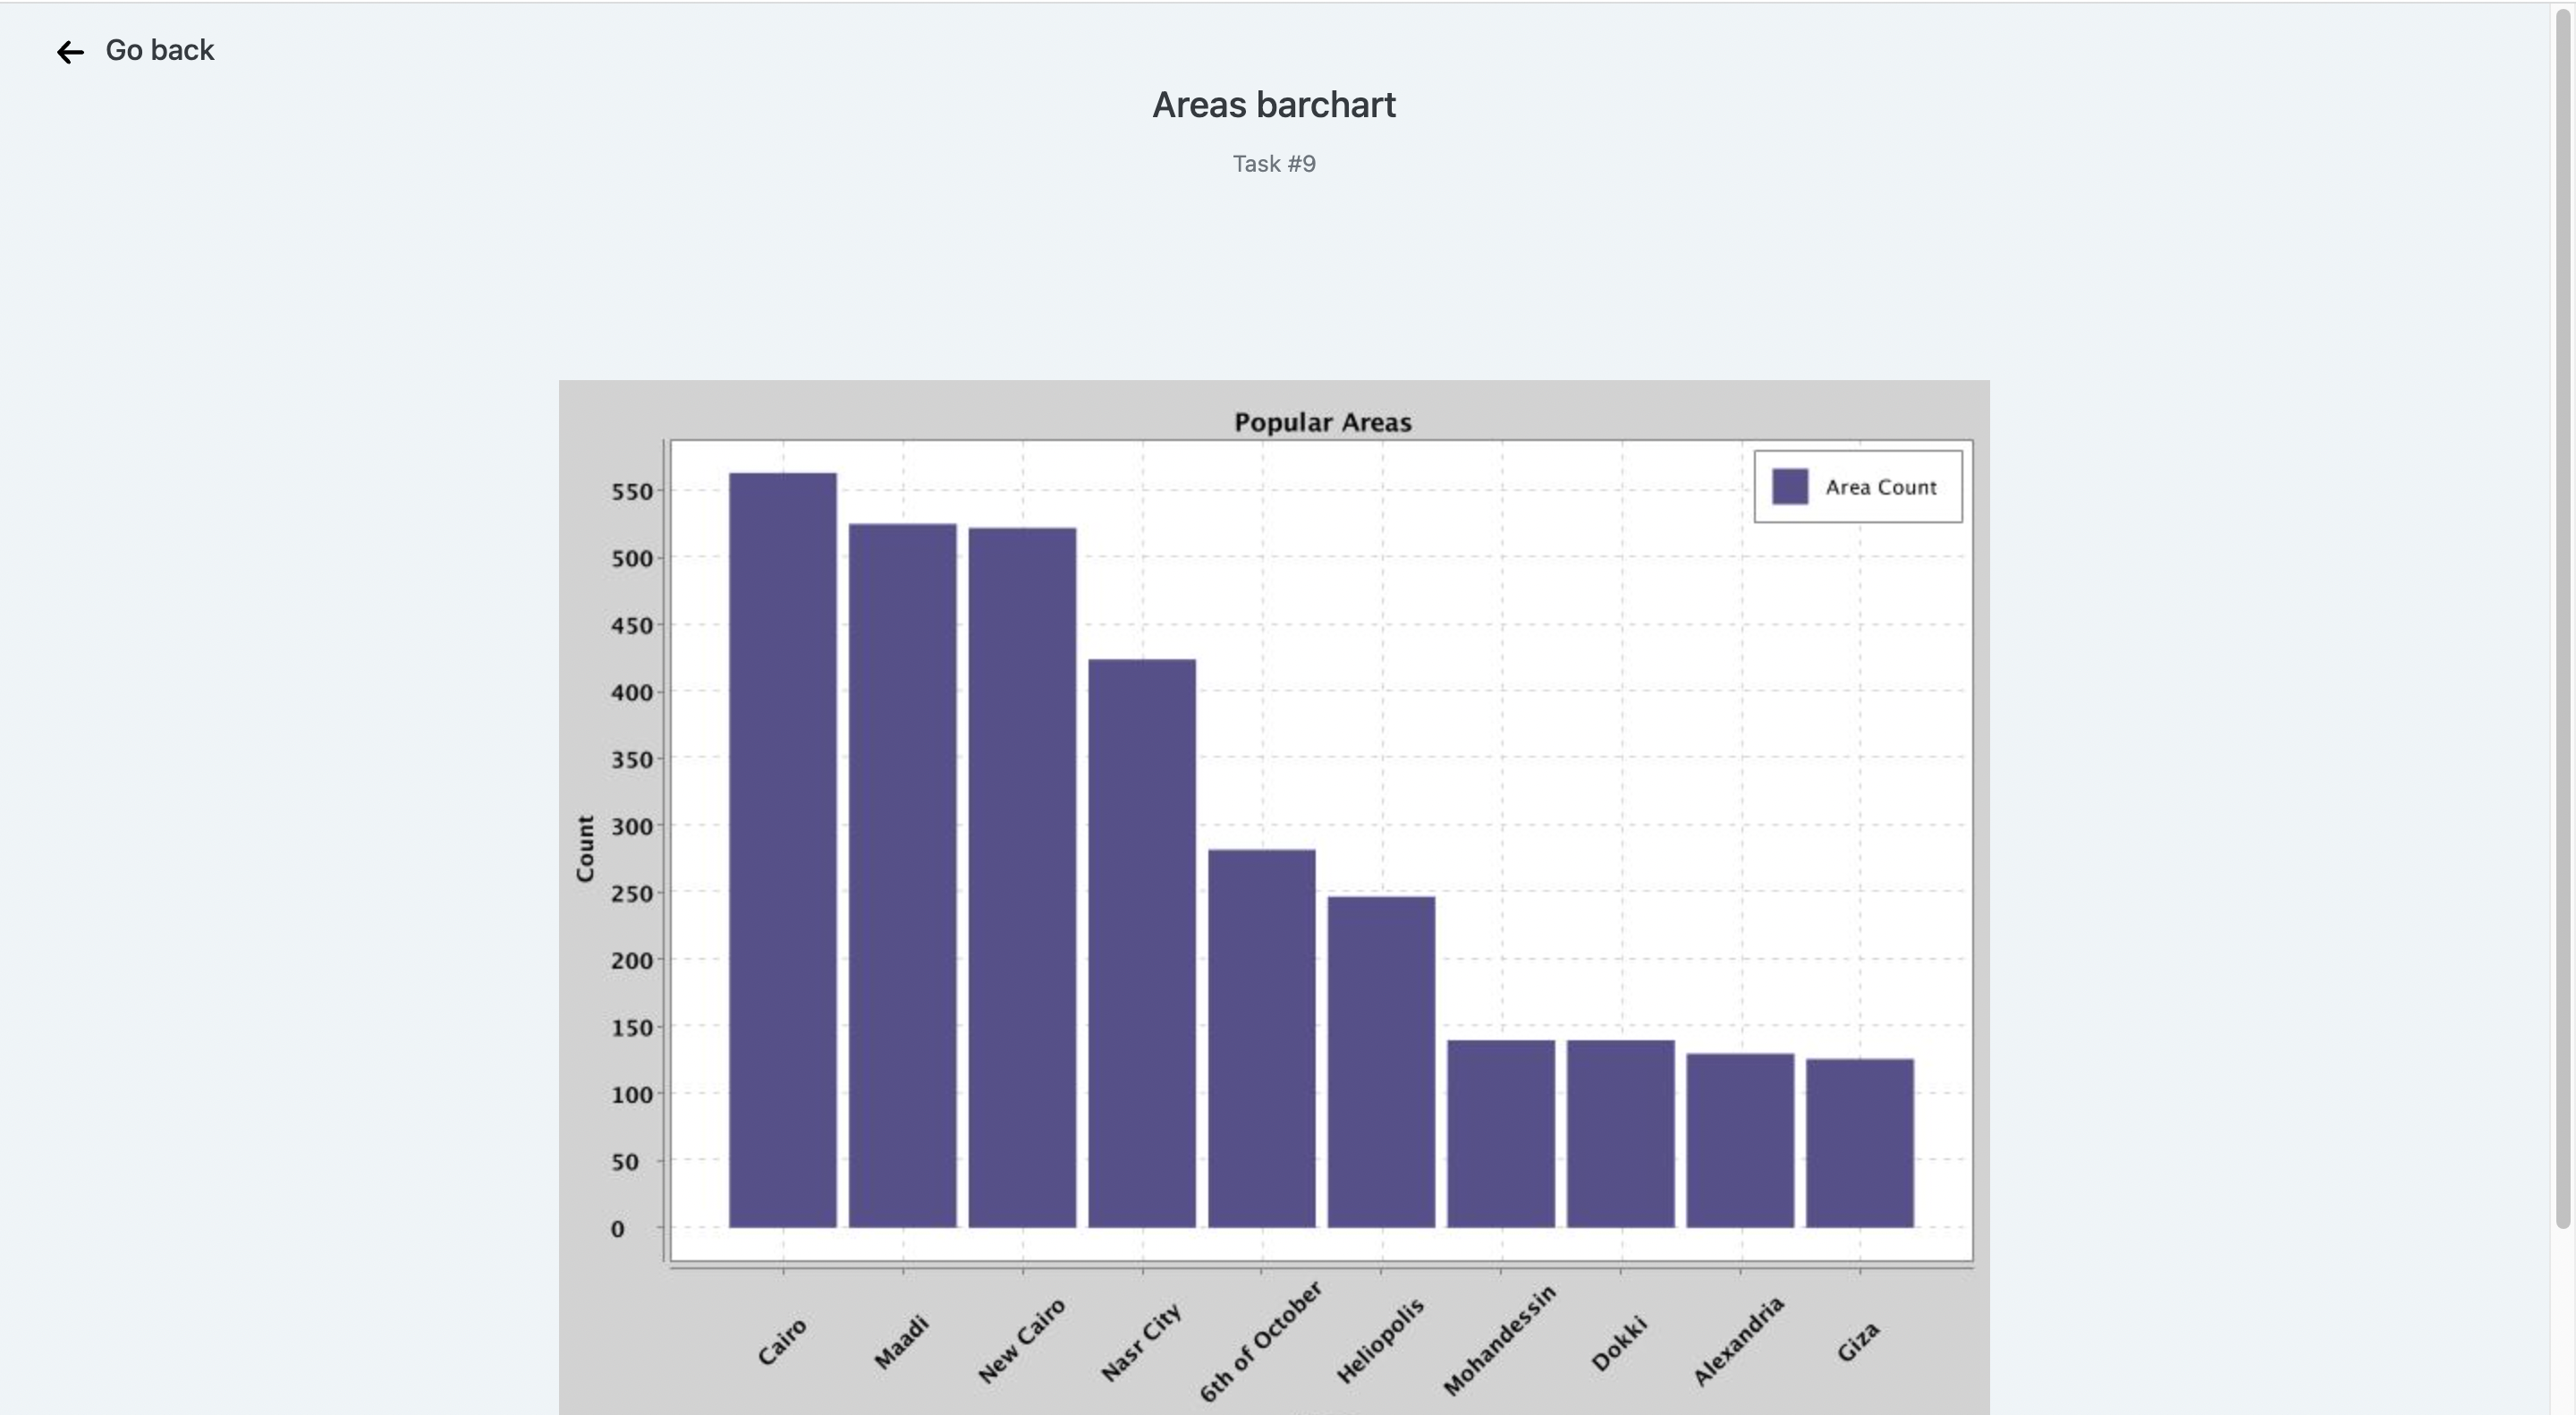 Go back
Areas barchart
Task #9
Popular Areas
Area Count
550
500
450
400
350
300
250
200
150
100
50
0
Count
Cairo
Maadi
New Cairo
Nasr City
6th of October
Heliopolis
Mohandessin
Dokki
Alexandria
Giza